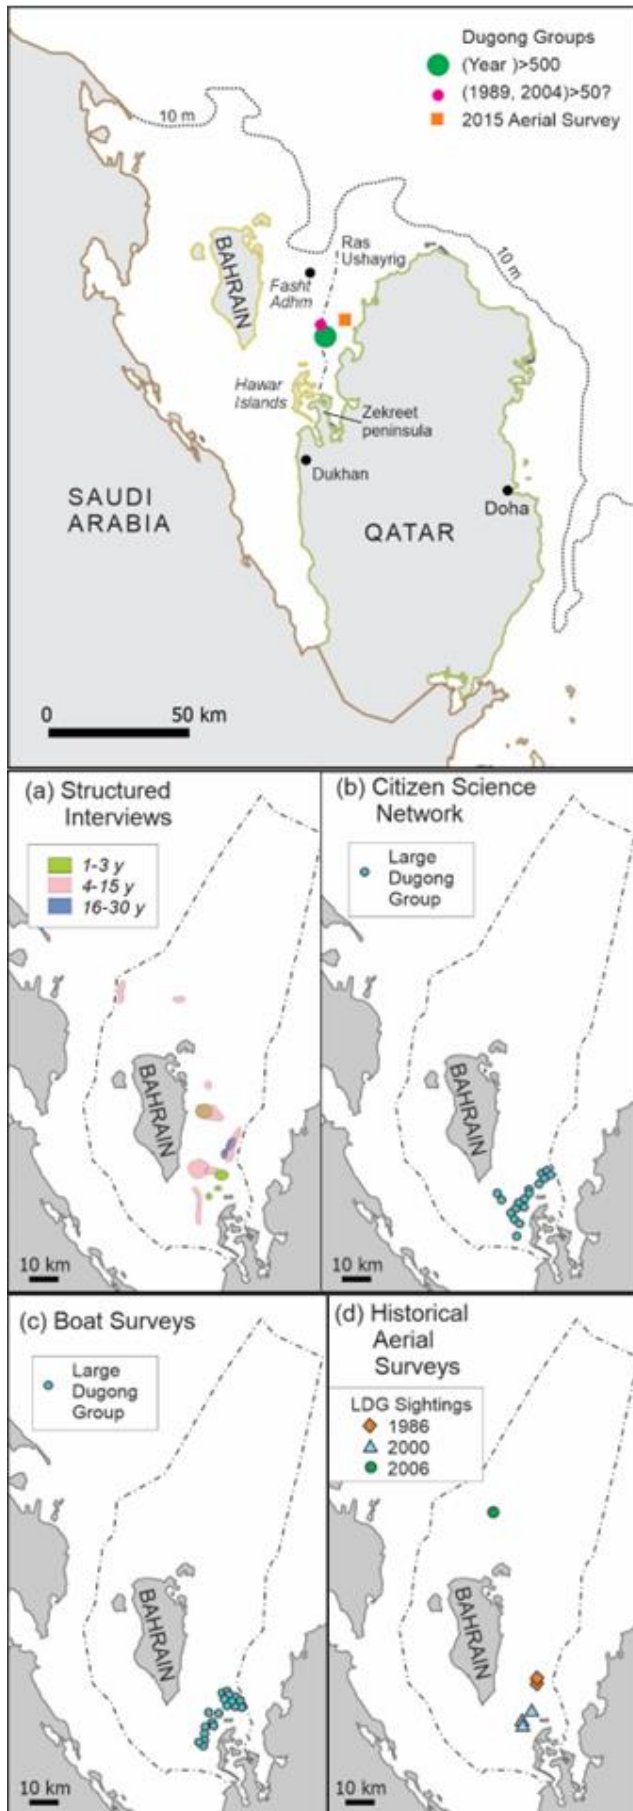 Dugong Groups
(Year )>500
(1989, 2004)>50?
2015 Aerial Survey
10 m
10 m
BAHRAIN
Ras
Ushayrig
Fasht
Adhm
Hawar
Islands
Zekreet
peninsula
Dukhan
SAUDI
ARABIA
QATAR
Doha
0 50 km
(a) Structured
Interviews
1-3 y
4-15 y
16-30 y
BAHRAIN
10 km
(b) Citizen Science
Network
Large
Dugong
Group
BAHRAIN
10 km
(c) Boat Surveys
Large
Dugong
Group
BAHRAIN
10 km
(d) Historical
Aerial
Surveys
LDG Sightings
1986
2000
2006
BAHRAIN
10 km